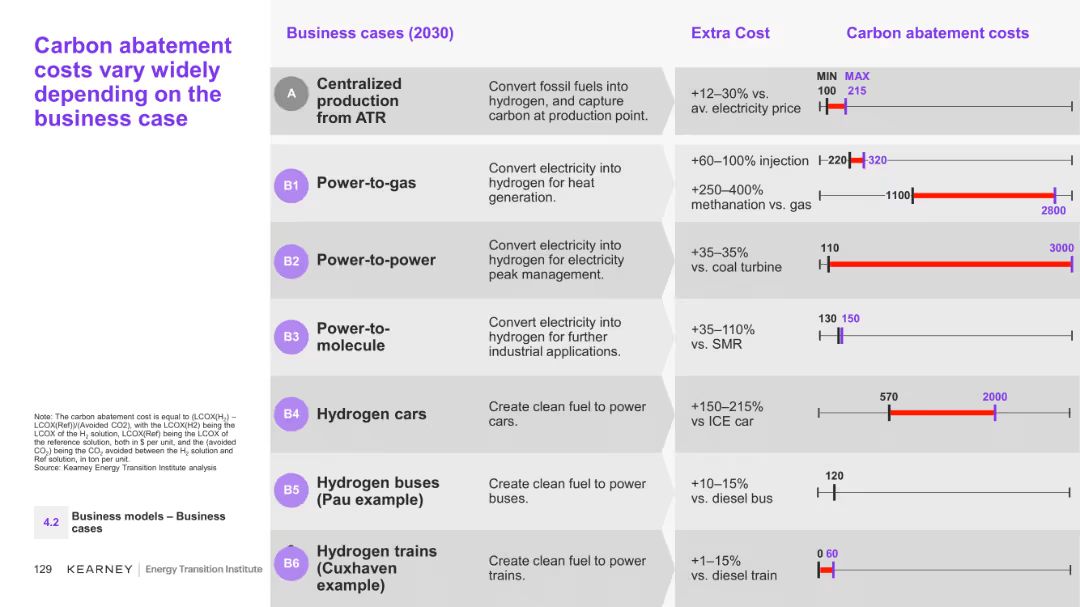 Carbon abatement
costs vary widely
depending on the
business case
Business cases (2030)
Extra Cost
Carbon abatement costs
A
Centralized
production
from ATR
Convert fossil fuels into
hydrogen, and capture
carbon at production point.
+12–30% vs.
av. electricity price
MIN MAX
100 215
B1
Power-to-gas
Convert electricity into
hydrogen for heat
generation.
+60–100% injection
220 320
+250–400%
methanation vs. gas
1100
2800
B2
Power-to-power
Convert electricity into
hydrogen for electricity
peak management.
+35–35%
vs. coal turbine
110 3000
B3
Power-to-
molecule
Convert electricity into
hydrogen for further
industrial applications.
+35–110%
vs. SMR
130 150
B4
Hydrogen cars
Create clean fuel to power
cars.
+150–215%
vs ICE car
570 2000
B5
Hydrogen buses
(Pau example)
Create clean fuel to power
buses.
+10–15%
vs. diesel bus
120
B6
Hydrogen trains
(Cuxhaven
example)
Create clean fuel to power
trains.
+1–15%
vs. diesel train
0 60
Note: The carbon abatement cost is equal to (LCOX(H₂) –
LCOX(Ref))/(Avoided CO2), with the LCOX(H2) being the
LCOX of the H₂ solution, LCOX(Ref) being the LCOX of
the reference solution, both in $ per unit, and the (avoided
CO₂) being the CO₂ avoided between the H₂ solution and
Ref solution, in ton per unit.
Source: Kearney Energy Transition Institute analysis
4.2
Business models – Business
cases
129 KEARNEY Energy Transition Institute